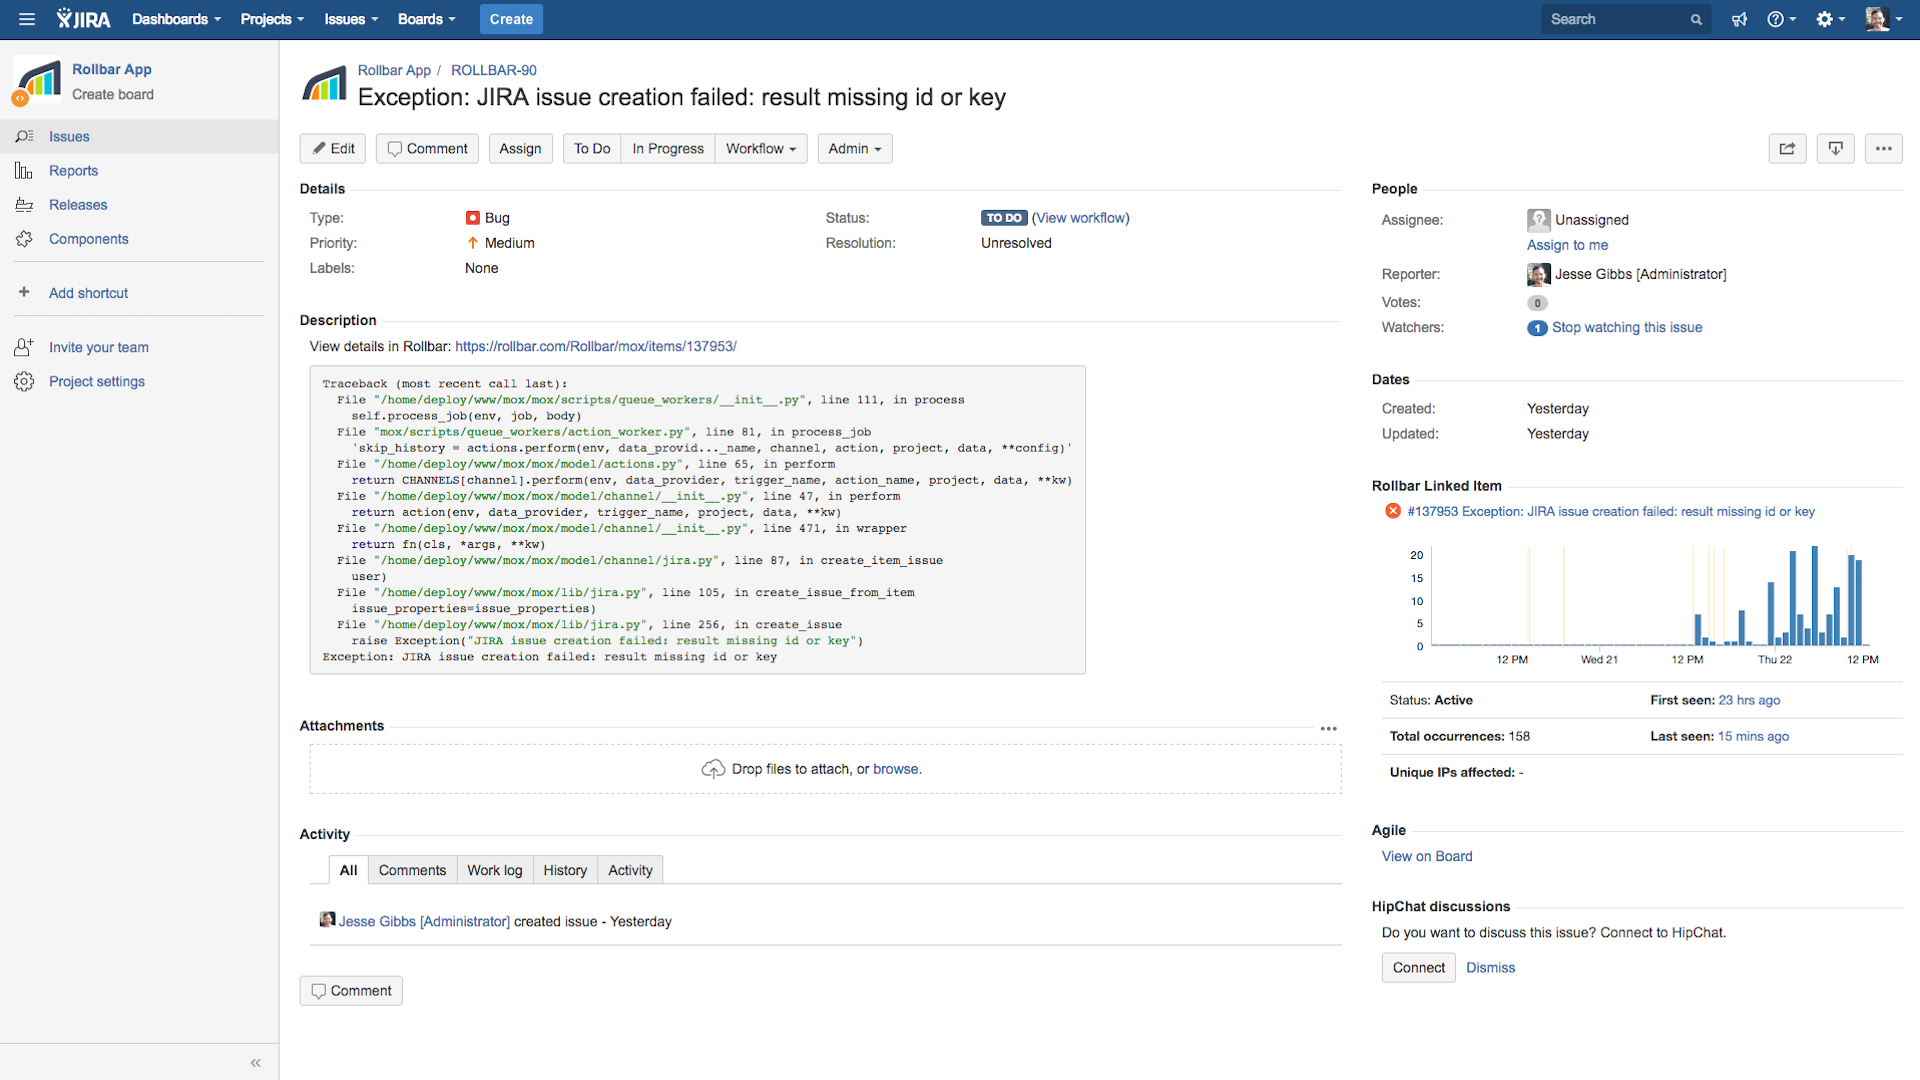 JIRA Dashboards Projects Issues Boards Create Search
Rollbar App
Create board
Issues
Reports
Releases
Components
Add shortcut
Invite your team
Project settings
Rollbar App / ROLLBAR-90
Exception: JIRA issue creation failed: result missing id or key
Edit Comment Assign To Do In Progress Workflow Admin
Details
Type: Bug Status: TO DO (View workflow)
Priority: Medium Resolution: Unresolved
Labels: None
Description
View details in Rollbar: https://rollbar.com/Rollbar/mox/items/137953/
Traceback (most recent call last):
File "/home/deploy/www/mox/mox/scripts/queue_workers/__init__.py", line 111, in process
self.process_job(env, job, body)
File "mox/scripts/queue_workers/action_worker.py", line 81, in process_job
'skip_history = actions.perform(env, data_provid..._name, channel, action, project, data, **config)'
File "/home/deploy/www/mox/mox/model/actions.py", line 65, in perform
return CHANNELS[channel].perform(env, data_provider, trigger_name, action_name, project, data, **kw)
File "/home/deploy/www/mox/mox/model/channel/__init__.py", line 47, in perform
return action(env, data_provider, trigger_name, project, data, **kw)
File "/home/deploy/www/mox/mox/model/channel/__init__.py", line 471, in wrapper
return fn(cls, *args, **kw)
File "/home/deploy/www/mox/mox/model/channel/jira.py", line 87, in create_item_issue
user)
File "/home/deploy/www/mox/mox/lib/jira.py", line 105, in create_issue_from_item
issue_properties=issue_properties)
File "/home/deploy/www/mox/mox/lib/jira.py", line 256, in create_issue
raise Exception("JIRA issue creation failed: result missing id or key")
Exception: JIRA issue creation failed: result missing id or key
Attachments
Drop files to attach, or browse.
Activity
All Comments Work log History Activity
Jesse Gibbs [Administrator] created issue - Yesterday
Comment
People
Assignee: Unassigned
Assign to me
Reporter: Jesse Gibbs [Administrator]
Votes: 0
Watchers: 1 Stop watching this issue
Dates
Created: Yesterday
Updated: Yesterday
Rollbar Linked Item
#137953 Exception: JIRA issue creation failed: result missing id or key
20
15
10
5
0
12 PM Wed 21 12 PM Thu 22 12 PM
Status: Active First seen: 23 hrs ago
Total occurrences: 158 Last seen: 15 mins ago
Unique IPs affected: -
Agile
View on Board
HipChat discussions
Do you want to discuss this issue? Connect to HipChat.
Connect Dismiss